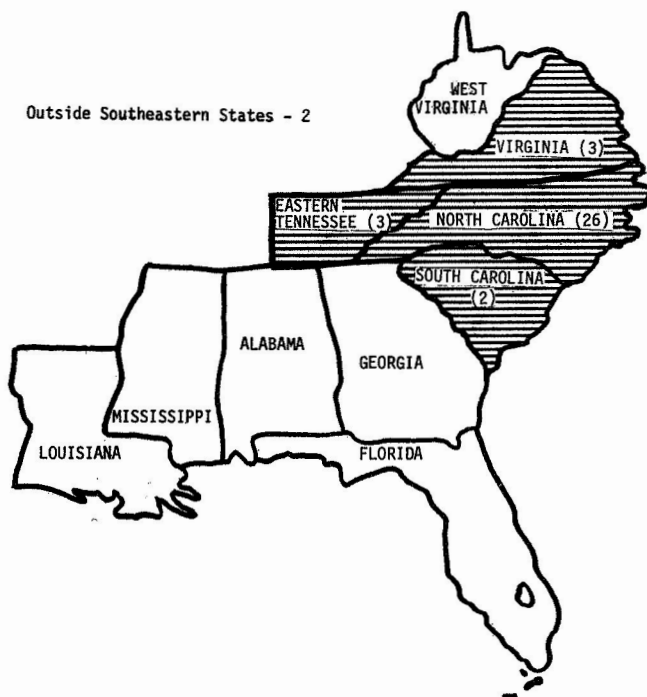 Outside Southeastern States - 2
WEST
VIRGINIA
VIRGINIA (3)
EASTERN
TENNESSEE (3)
NORTH CAROLINA (26)
SOUTH CAROLINA
(2)
ALABAMA
GEORGIA
MISSISSIPPI
LOUISIANA
FLORIDA